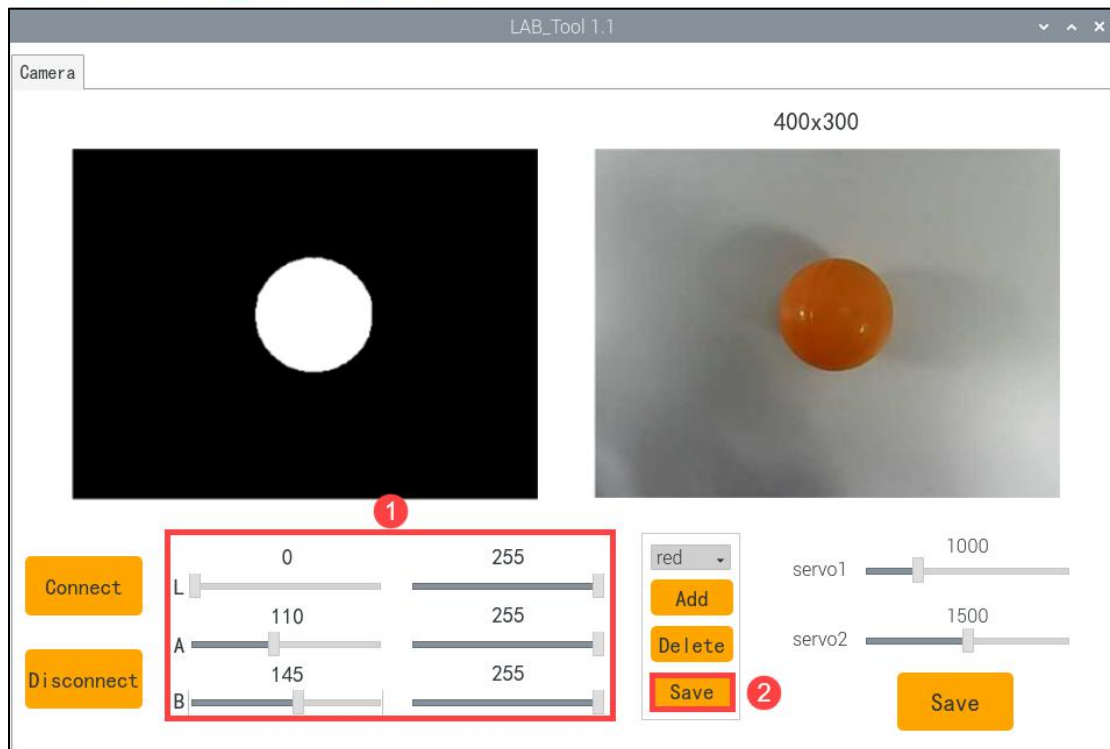 LAB_Tool 1.1
Camera
400x300
1
0 255
L
110 255
A
145 255
B
Connect
Disconnect
red
Add
Delete
Save
2
1000
servo1
1500
servo2
Save